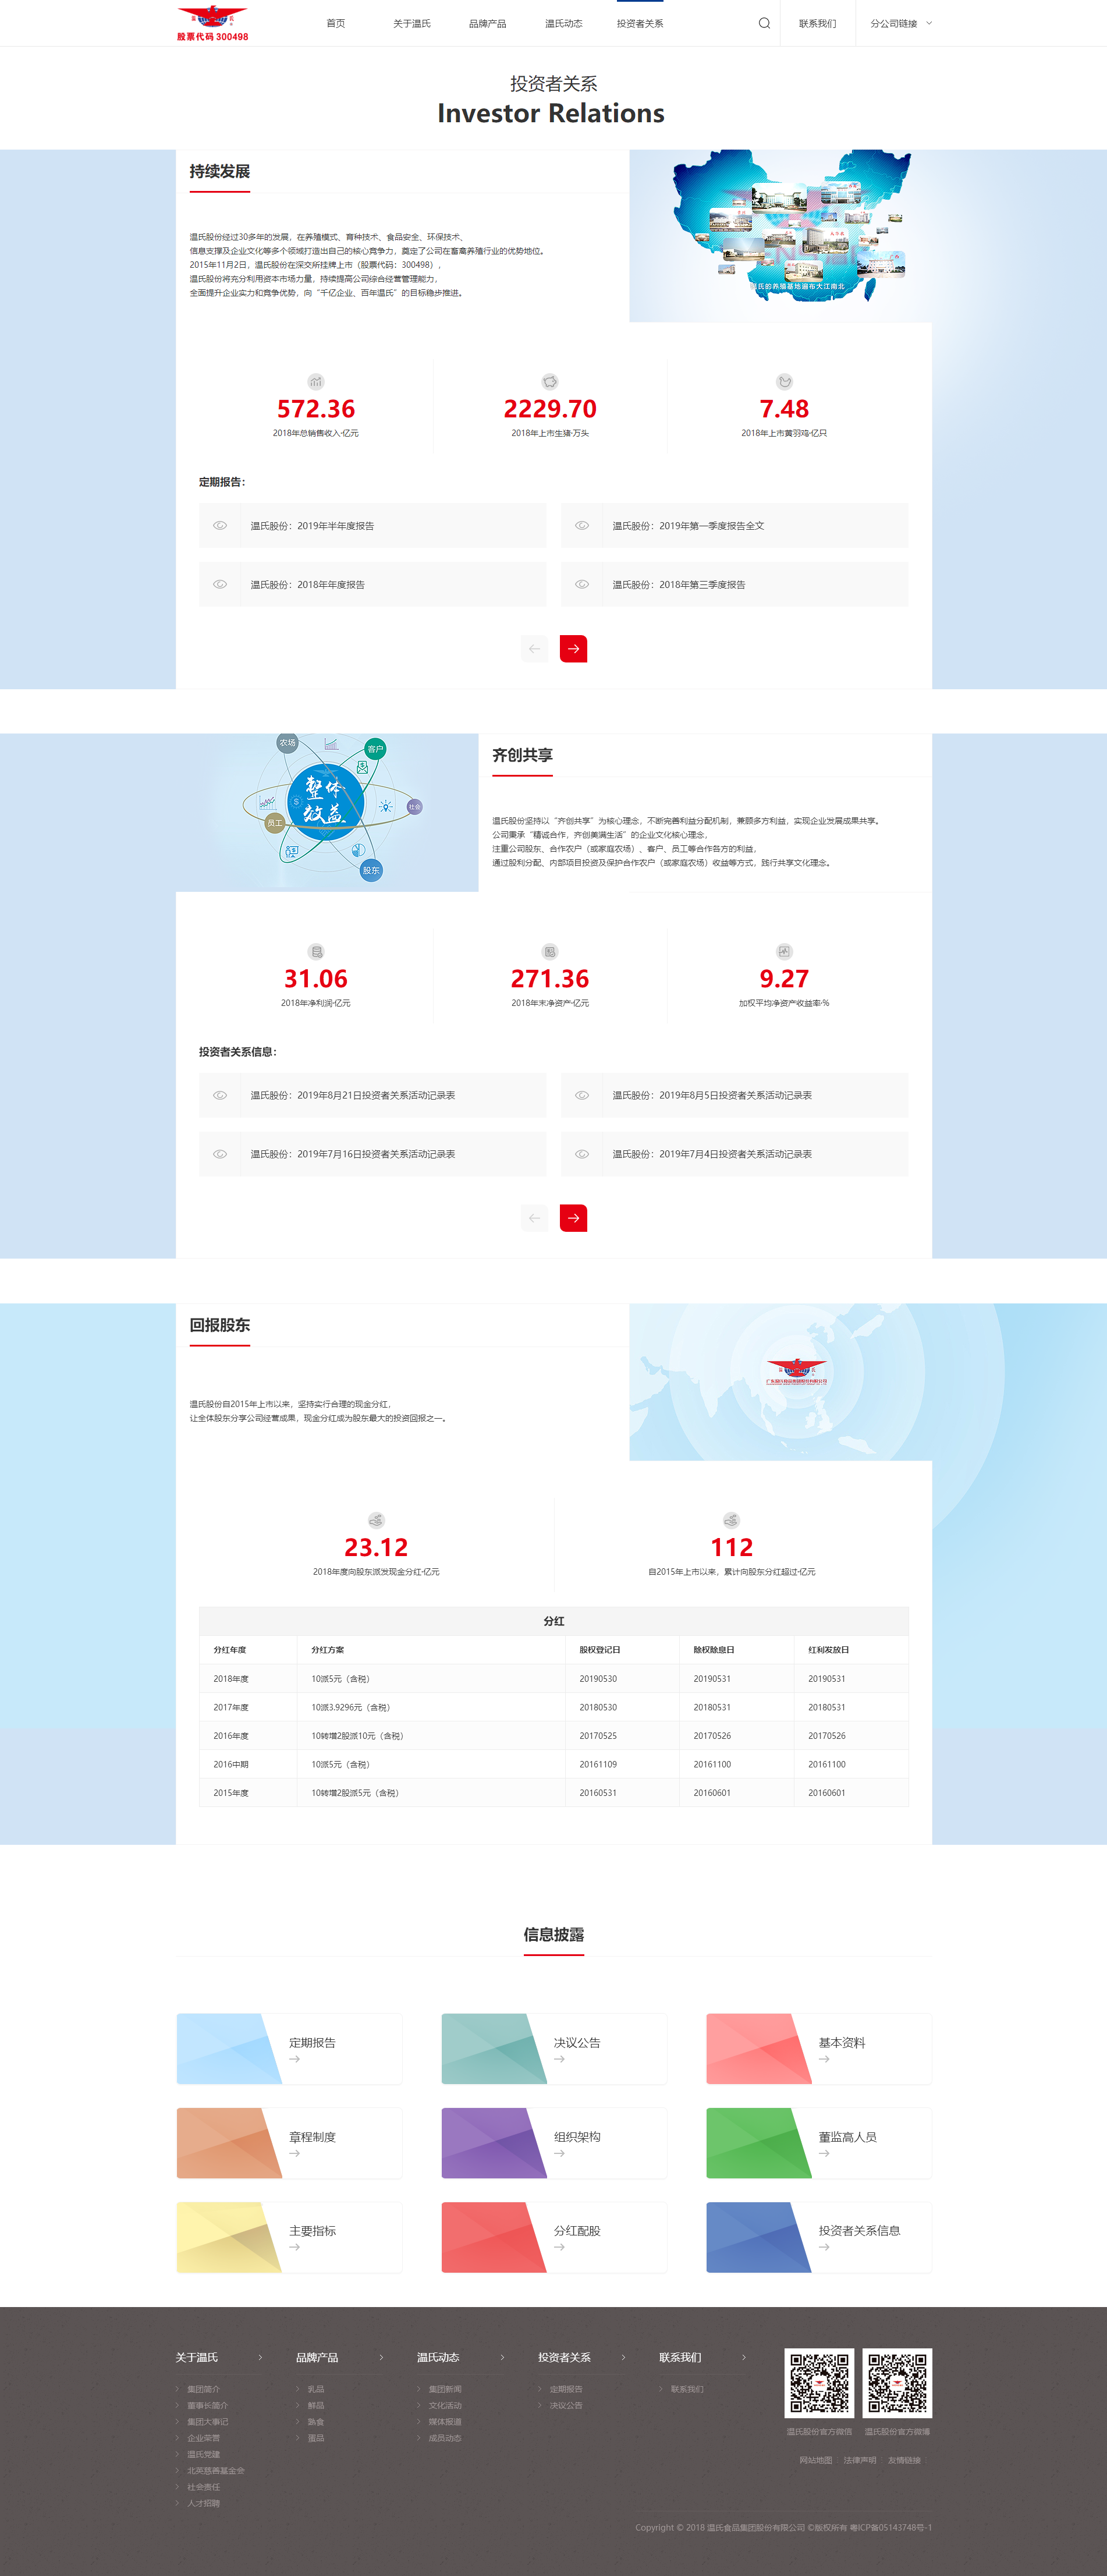 股票代码 300498
首页
关于温氏
品牌产品
温氏动态
投资者关系
联系我们
分公司链接
投资者关系
Investor Relations
持续发展
温氏股份经过30多年的发展，在养殖模式、育种技术、食品安全、环保技术、
信息支撑及企业文化等多个领域打造出自己的核心竞争力，奠定了公司在畜禽养殖行业的优势地位。
2015年11月2日，温氏股份在深交所挂牌上市（股票代码：300498），
温氏股份将充分利用资本市场力量，持续提高公司综合经营管理能力，
全面提升企业实力和竞争优势，向“千亿企业、百年温氏”的目标稳步推进。
温氏的养殖基地遍布大江南北
572.36
2018年总销售收入-亿元
2229.70
2018年上市生猪-万头
7.48
2018年上市黄羽鸡-亿只
定期报告：
温氏股份：2019年半年度报告
温氏股份：2019年第一季度报告全文
温氏股份：2018年年度报告
温氏股份：2018年第三季度报告
农场
客户
整体效益
社会
员工
股东
齐创共享
温氏股份坚持以“齐创共享”为核心理念，不断完善利益分配机制，兼顾多方利益，实现企业发展成果共享。
公司秉承“精诚合作，齐创美满生活”的企业文化核心理念，
注重公司股东、合作农户（或家庭农场）、客户、员工等合作各方的利益，
通过股利分配、内部项目投资及保护合作农户（或家庭农场）收益等方式，践行共享文化理念。
31.06
2018年净利润-亿元
271.36
2018年末净资产-亿元
9.27
加权平均净资产收益率-%
投资者关系信息：
温氏股份：2019年8月21日投资者关系活动记录表
温氏股份：2019年8月5日投资者关系活动记录表
温氏股份：2019年7月16日投资者关系活动记录表
温氏股份：2019年7月4日投资者关系活动记录表
回报股东
温氏股份自2015年上市以来，坚持实行合理的现金分红，
让全体股东分享公司经营成果，现金分红成为股东最大的投资回报之一。
23.12
2018年度向股东派发现金分红-亿元
112
自2015年上市以来，累计向股东分红超过-亿元
分红
分红年度 分红方案 股权登记日 除权除息日 红利发放日
2018年度 10派5元（含税） 20190530 20190531 20190531
2017年度 10派3.9296元（含税） 20180530 20180531 20180531
2016年度 10转增2股派10元（含税） 20170525 20170526 20170526
2016中期 10派5元（含税） 20161109 20161100 20161100
2015年度 10转增2股派5元（含税） 20160531 20160601 20160601
信息披露
定期报告
决议公告
基本资料
章程制度
组织架构
董监高人员
主要指标
分红配股
投资者关系信息
关于温氏
集团简介
董事长简介
集团大事记
企业荣誉
温氏党建
北英慈善基金会
社会责任
人才招聘
品牌产品
乳品
鲜品
熟食
蛋品
温氏动态
集团新闻
文化活动
媒体报道
成员动态
投资者关系
定期报告
决议公告
联系我们
联系我们
温氏股份官方微信
温氏股份官方微博
网站地图
法律声明
友情链接
Copyright © 2018 温氏食品集团股份有限公司 ©版权所有 粤ICP备05143748号-1